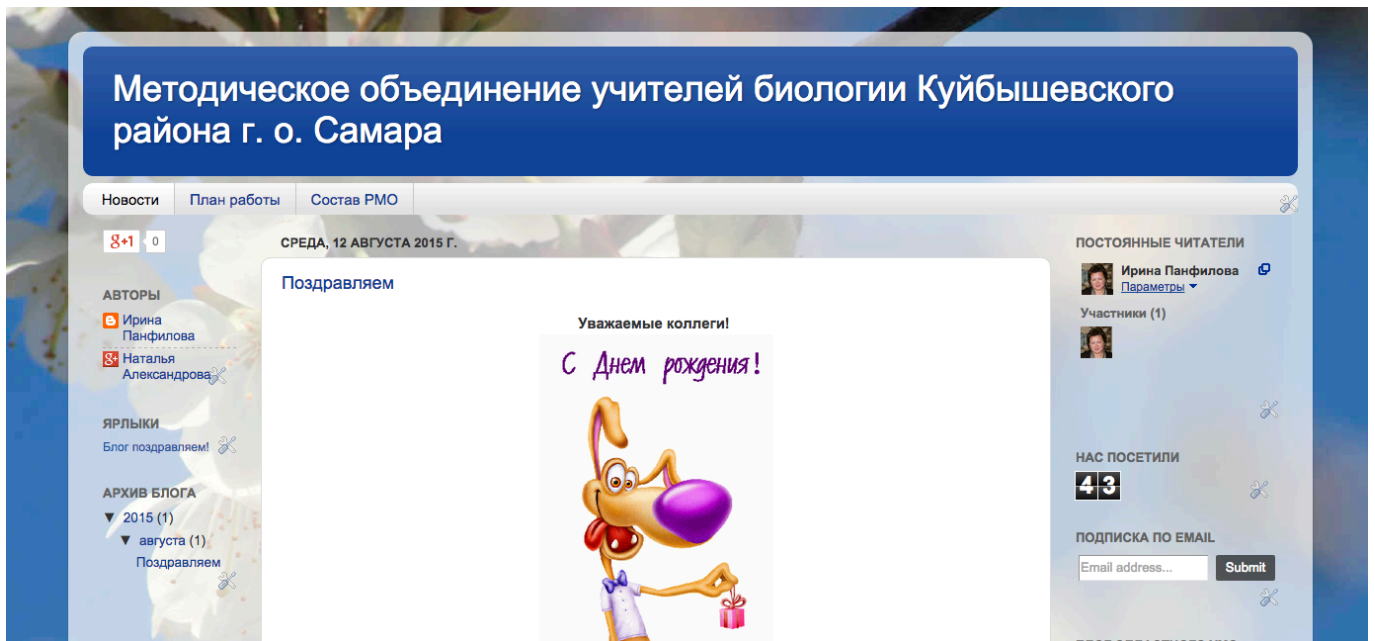 Методическое объединение учителей биологии Куйбышевского
района г. о. Самара
Новости
План работы
Состав РМО
g+1 0
АВТОРЫ
Ирина
Панфилова
Наталья
Александрова
ЯРЛЫКИ
Блог поздравляем!
АРХИВ БЛОГА
▼ 2015 (1)
▼ августа (1)
Поздравляем
СРЕДА, 12 АВГУСТА 2015 Г.
Поздравляем
Уважаемые коллеги!
С Днем рождения!
ПОСТОЯННЫЕ ЧИТАТЕЛИ
Ирина Панфилова
Параметры ▼
Участники (1)
НАС ПОСЕТИЛИ
43
ПОДПИСКА ПО EMAIL
Email address... Submit